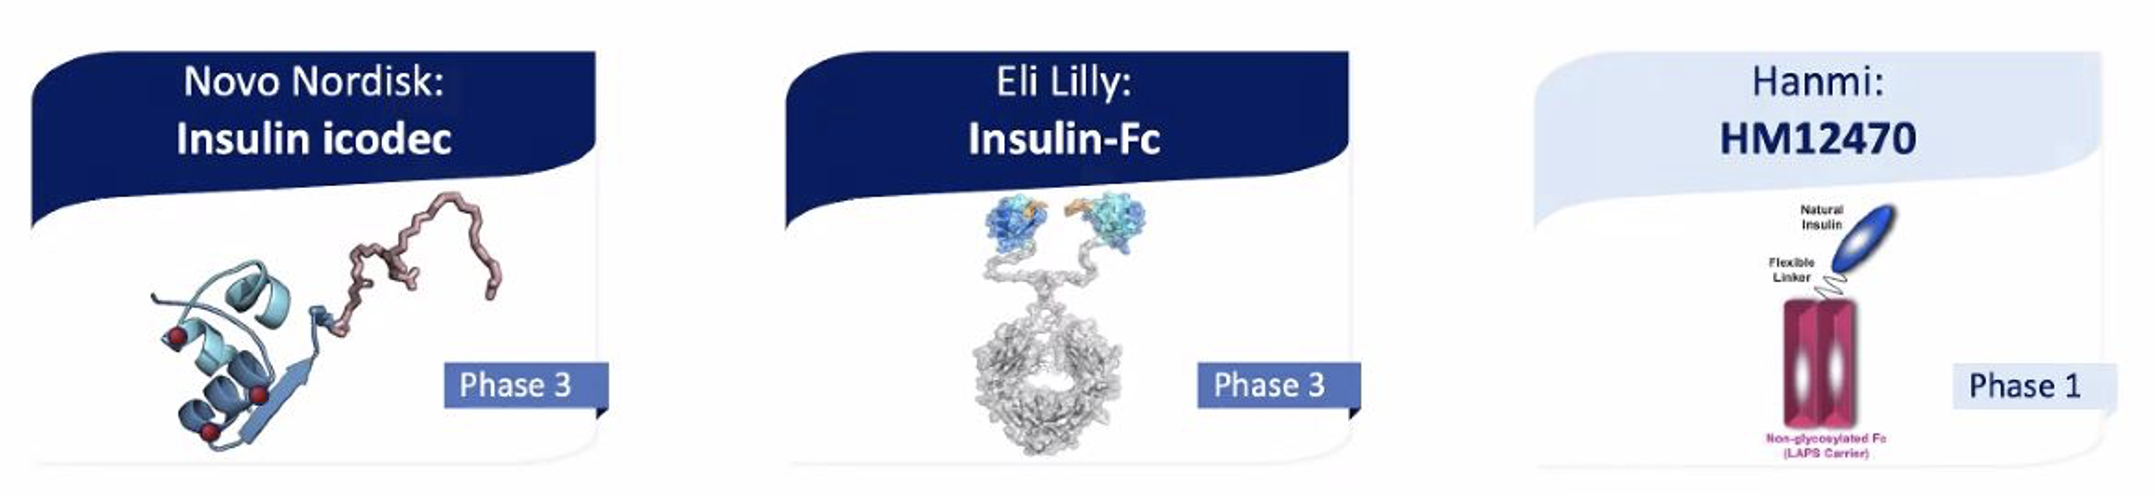 Novo Nordisk:
Insulin icodec
Phase 3
Eli Lilly:
Insulin-Fc
Phase 3
Hanmi:
HM12470
Natural
Insulin
Flexible
Linker
Non-glycosylated Fc
(LAPS Carrier)
Phase 1